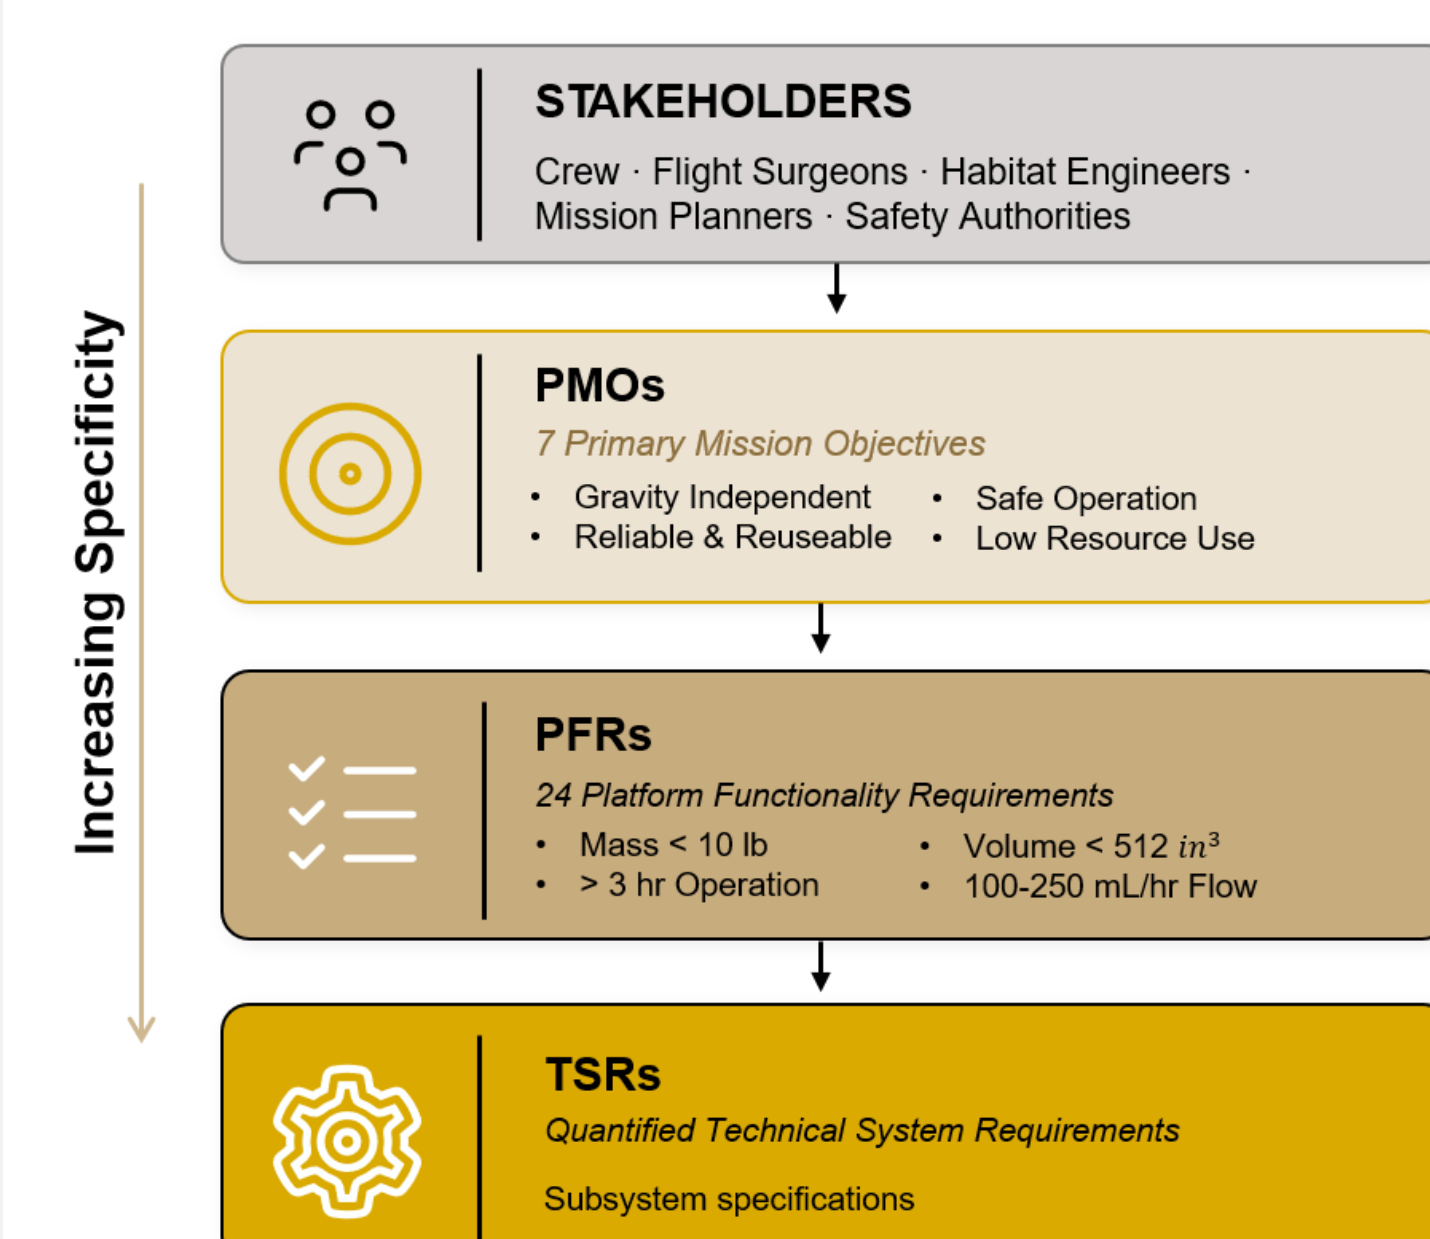 Increasing Specificity
STAKEHOLDERS
Crew · Flight Surgeons · Habitat Engineers ·
Mission Planners · Safety Authorities
PMOs
7 Primary Mission Objectives
• Gravity Independent
• Reliable & Reuseable
• Safe Operation
• Low Resource Use
PFRs
24 Platform Functionality Requirements
• Mass < 10 lb
• > 3 hr Operation
• Volume < 512 in³
• 100-250 mL/hr Flow
TSRs
Quantified Technical System Requirements
Subsystem specifications